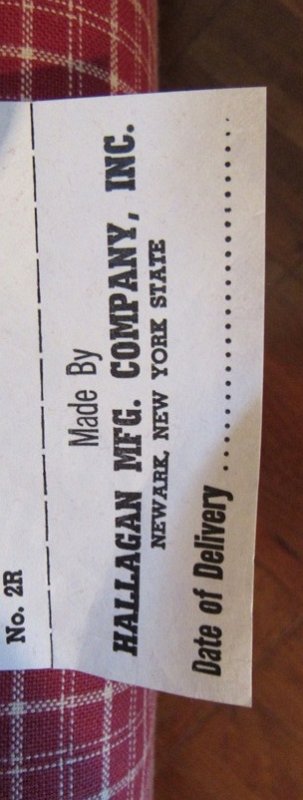 No. 2R
Made By
HALLAGAN MFG. COMPANY, INC.
NEWARK, NEW YORK STATE
Date of Delivery ..............................